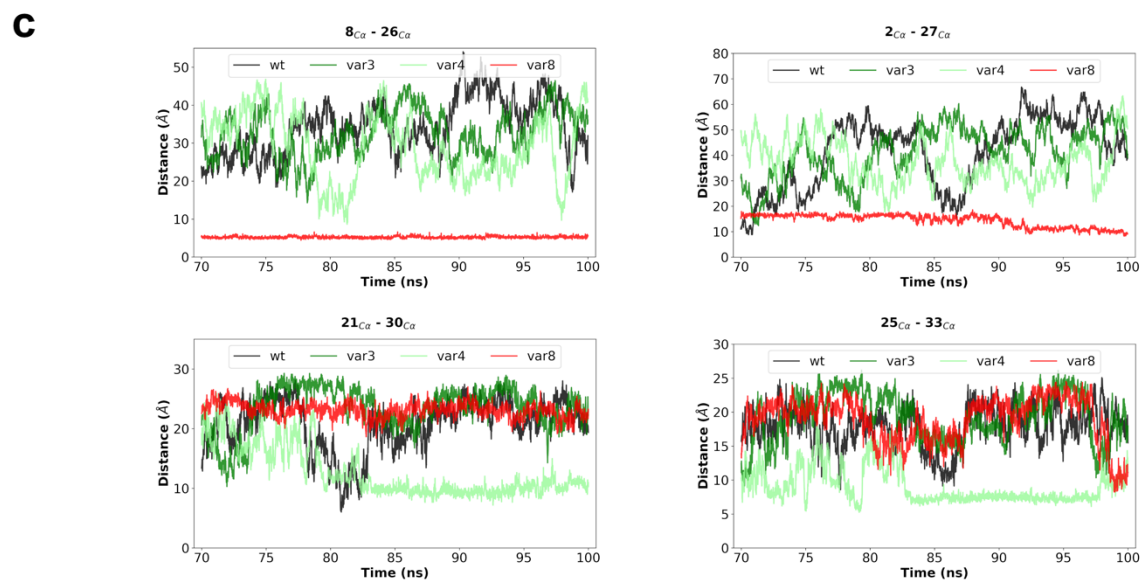 C
8Cα - 26Cα
wt var3 var4 var8
Distance (Å)
50
40
30
20
10
0
70 75 80 85 90 95 100
Time (ns)
2Cα - 27Cα
wt var3 var4 var8
Distance (Å)
80
70
60
50
40
30
20
10
0
70 75 80 85 90 95 100
Time (ns)
21Cα - 30Cα
wt var3 var4 var8
Distance (Å)
30
20
10
0
70 75 80 85 90 95 100
Time (ns)
25Cα - 33Cα
wt var3 var4 var8
Distance (Å)
30
25
20
15
10
5
0
70 75 80 85 90 95 100
Time (ns)